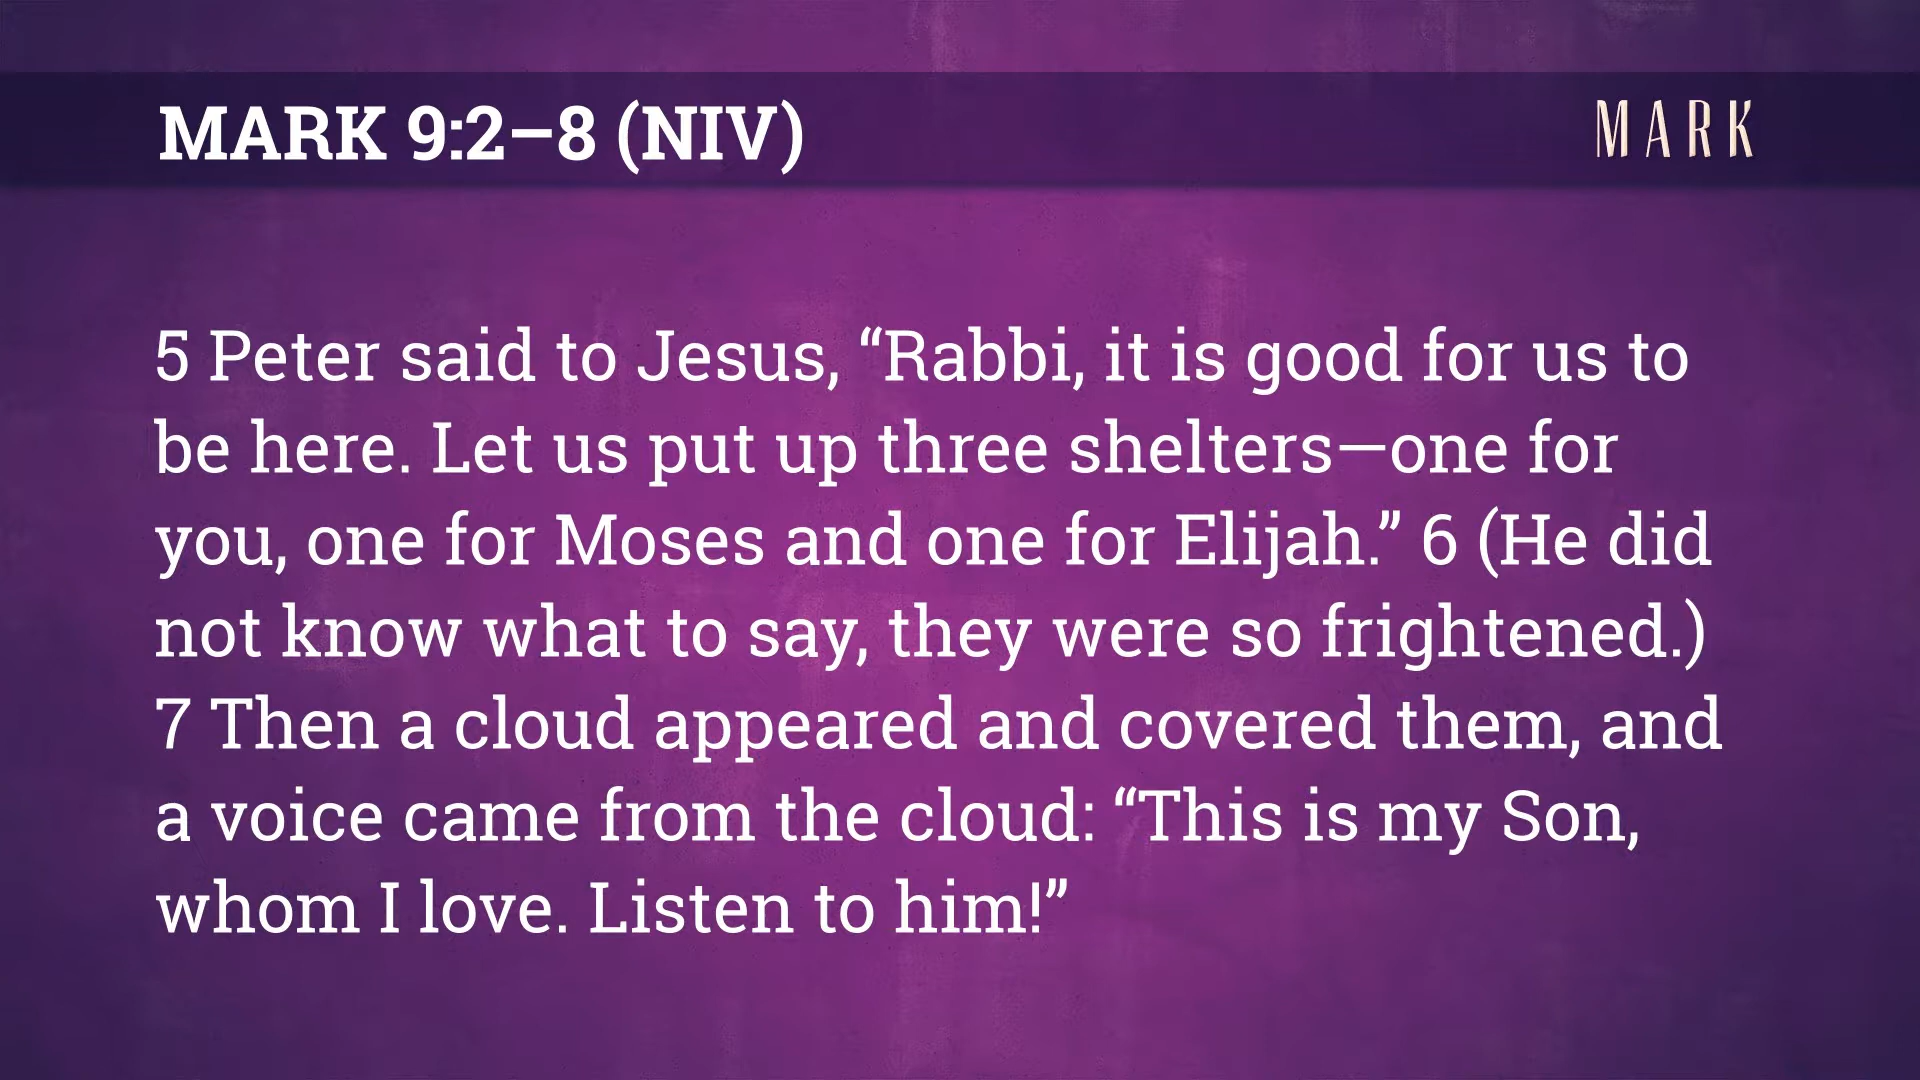 MARK 9:2–8 (NIV)
MARK
5 Peter said to Jesus, “Rabbi, it is good for us to
be here. Let us put up three shelters—one for
you, one for Moses and one for Elijah.” 6 (He did
not know what to say, they were so frightened.)
7 Then a cloud appeared and covered them, and
a voice came from the cloud: “This is my Son,
whom I love. Listen to him!”